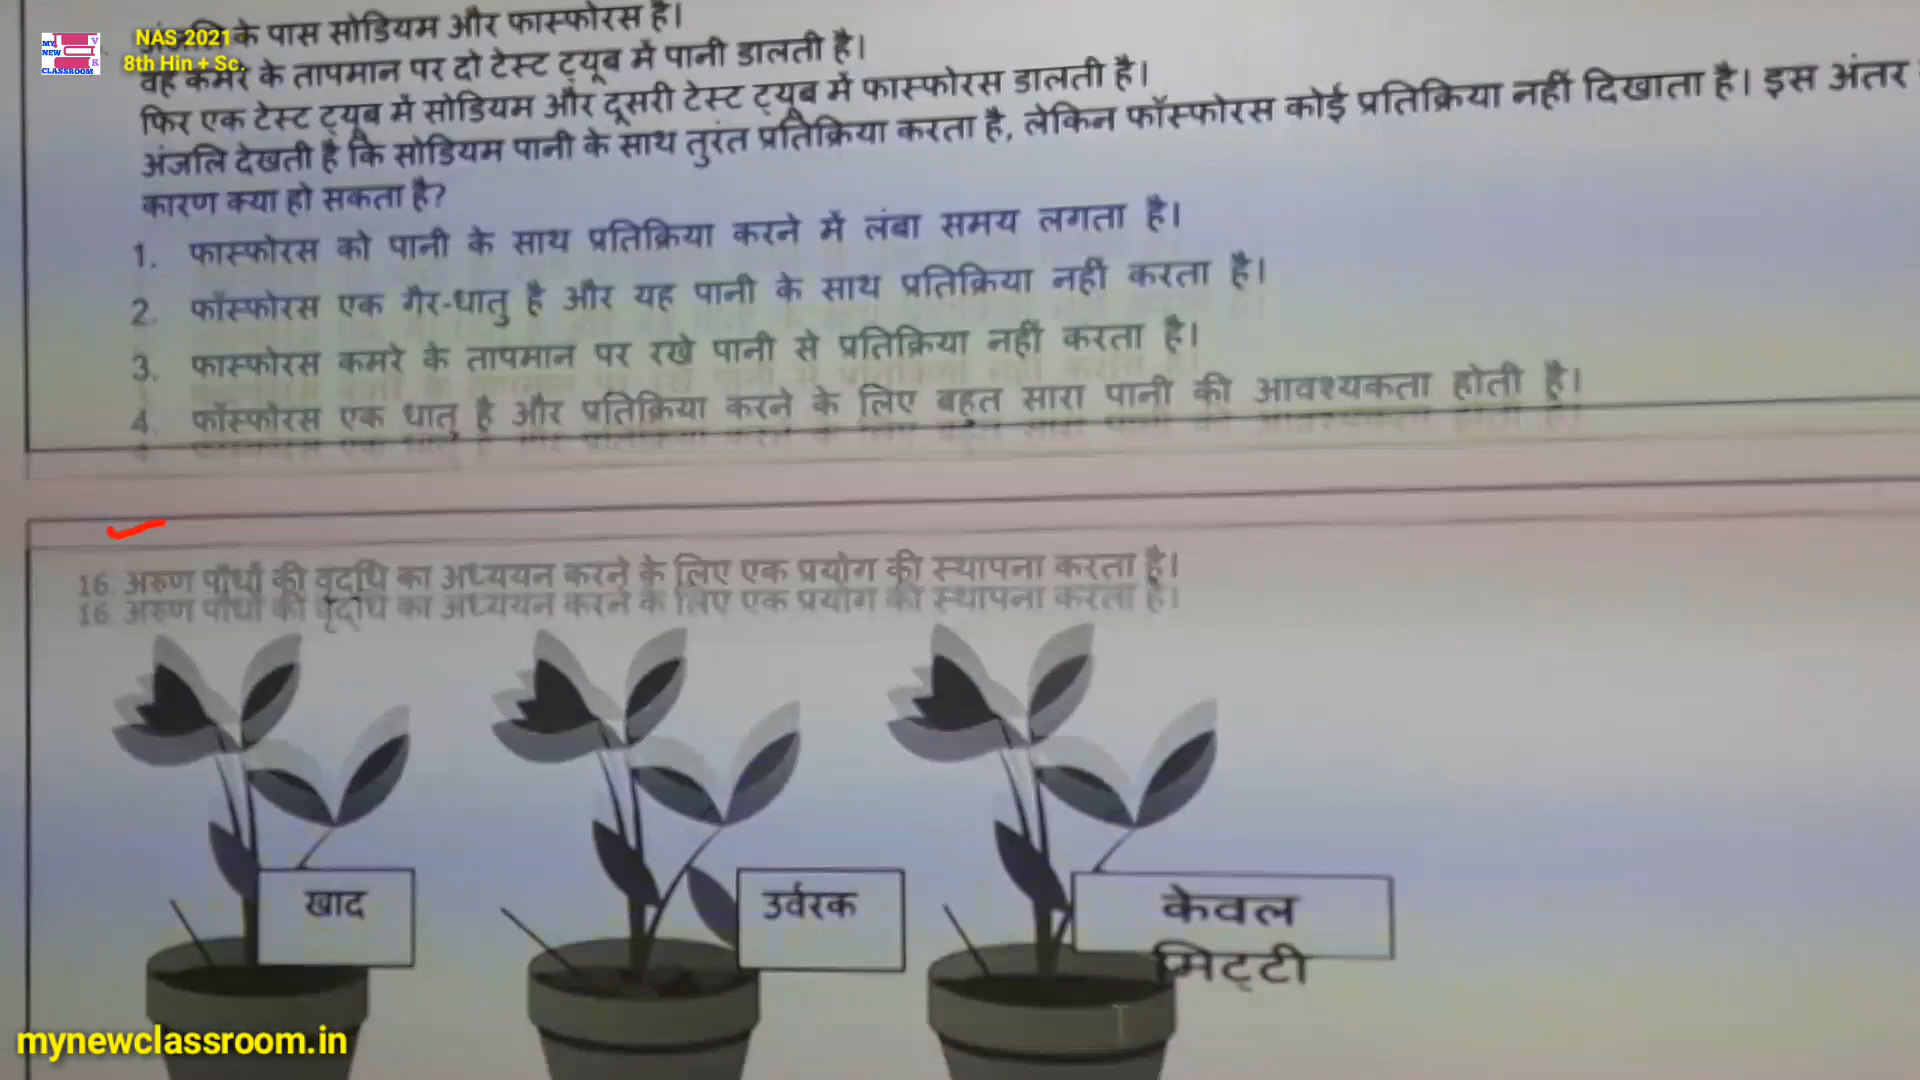 अंजलि के पास सोडियम और फास्फोरस है।
वह कमरे के तापमान पर दो टेस्ट ट्यूब में पानी डालती है।
फिर एक टेस्ट ट्यूब में सोडियम और दूसरी टेस्ट ट्यूब में फास्फोरस डालती है।
अंजलि देखती है कि सोडियम पानी के साथ तुरंत प्रतिक्रिया करता है, लेकिन फॉस्फोरस कोई प्रतिक्रिया नहीं दिखाता है। इस अंतर
कारण क्या हो सकता है?
1. फास्फोरस को पानी के साथ प्रतिक्रिया करने में लंबा समय लगता है।
2. फॉस्फोरस एक गैर-धातु है और यह पानी के साथ प्रतिक्रिया नहीं करता है।
3. फास्फोरस कमरे के तापमान पर रखे पानी से प्रतिक्रिया नहीं करता है।
4. फॉस्फोरस एक धातु है और प्रतिक्रिया करने के लिए बहुत सारा पानी की आवश्यकता होती है।
16. अरुण पौधों की वृद्धि का अध्ययन करने के लिए एक प्रयोग की स्थापना करता है।
खाद
उर्वरक
केवल
मिट्टी
NAS 2021
8th Hin + Sc.
MY
NEW
CLASSROOM
V
K
mynewclassroom.in